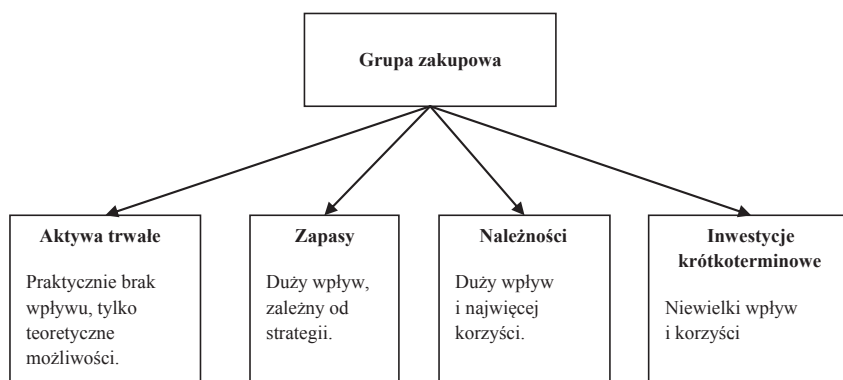 Grupa zakupowa
Aktywa trwałe
Praktycznie brak
wpływu, tylko
teoretyczne
możliwości.
Zapasy
Duży wpływ,
zależny od
strategii.
Należności
Duży wpływ
i najwięcej
korzyści.
Inwestycje
krótkoterminowe
Niewielki wpływ
i korzyści